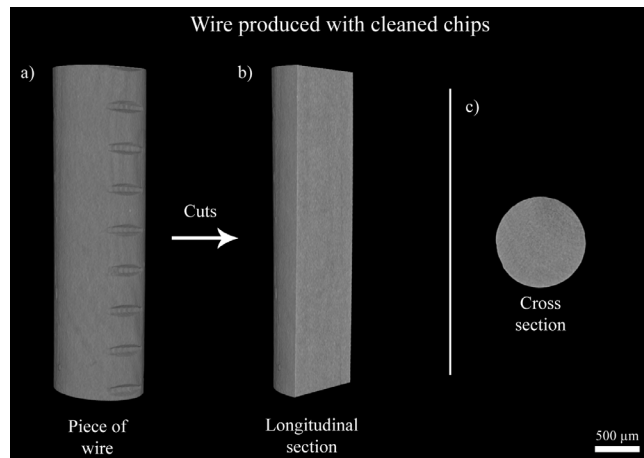 Wire produced with cleaned chips
a)
b)
c)
Cuts
Cross
section
Piece of
wire
Longitudinal
section
500 µm